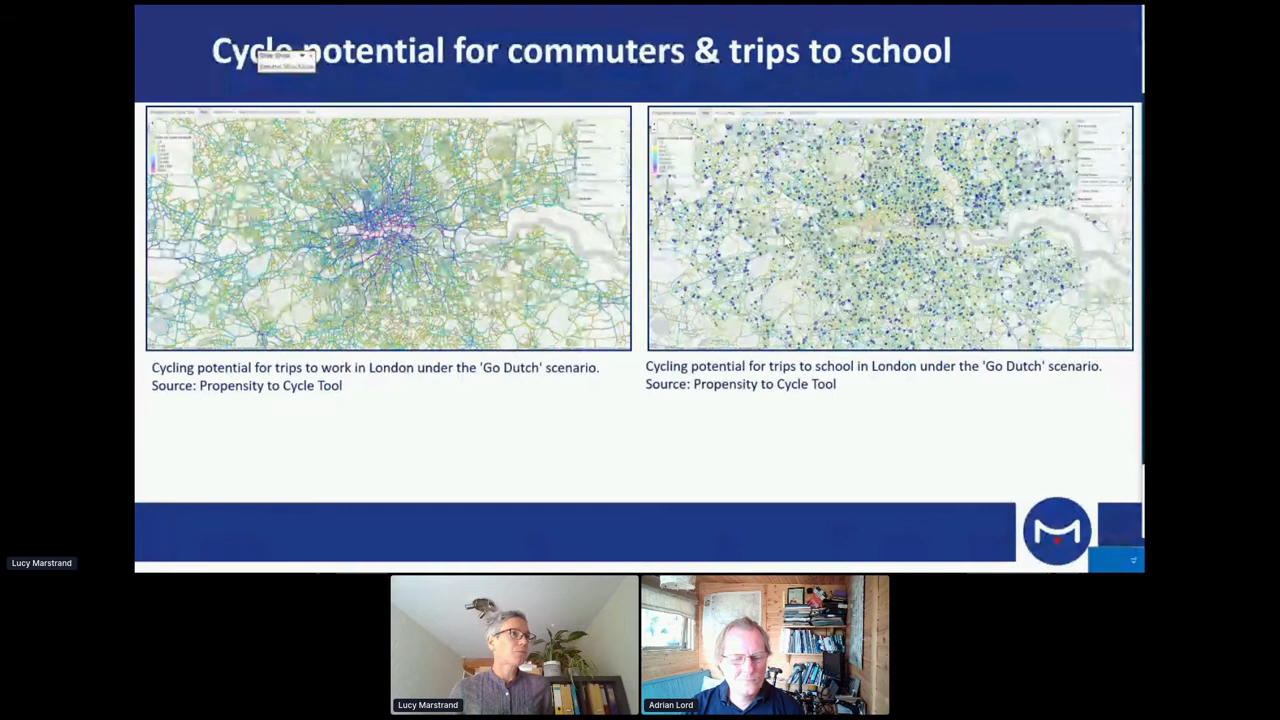 Cycle potential for commuters & trips to school
Cycling potential for trips to work in London under the 'Go Dutch' scenario.
Source: Propensity to Cycle Tool
Cycling potential for trips to school in London under the 'Go Dutch' scenario.
Source: Propensity to Cycle Tool
Lucy Marstrand
Lucy Marstrand
Adrian Lord